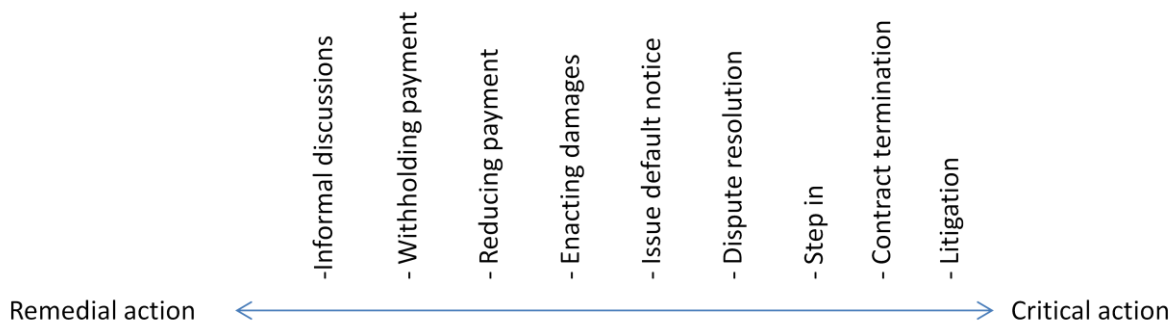 -Informal discussions
- Withholding payment
- Reducing payment
- Enacting damages
- Issue default notice
- Dispute resolution
- Step in
- Contract termination
- Litigation
Remedial action
Critical action